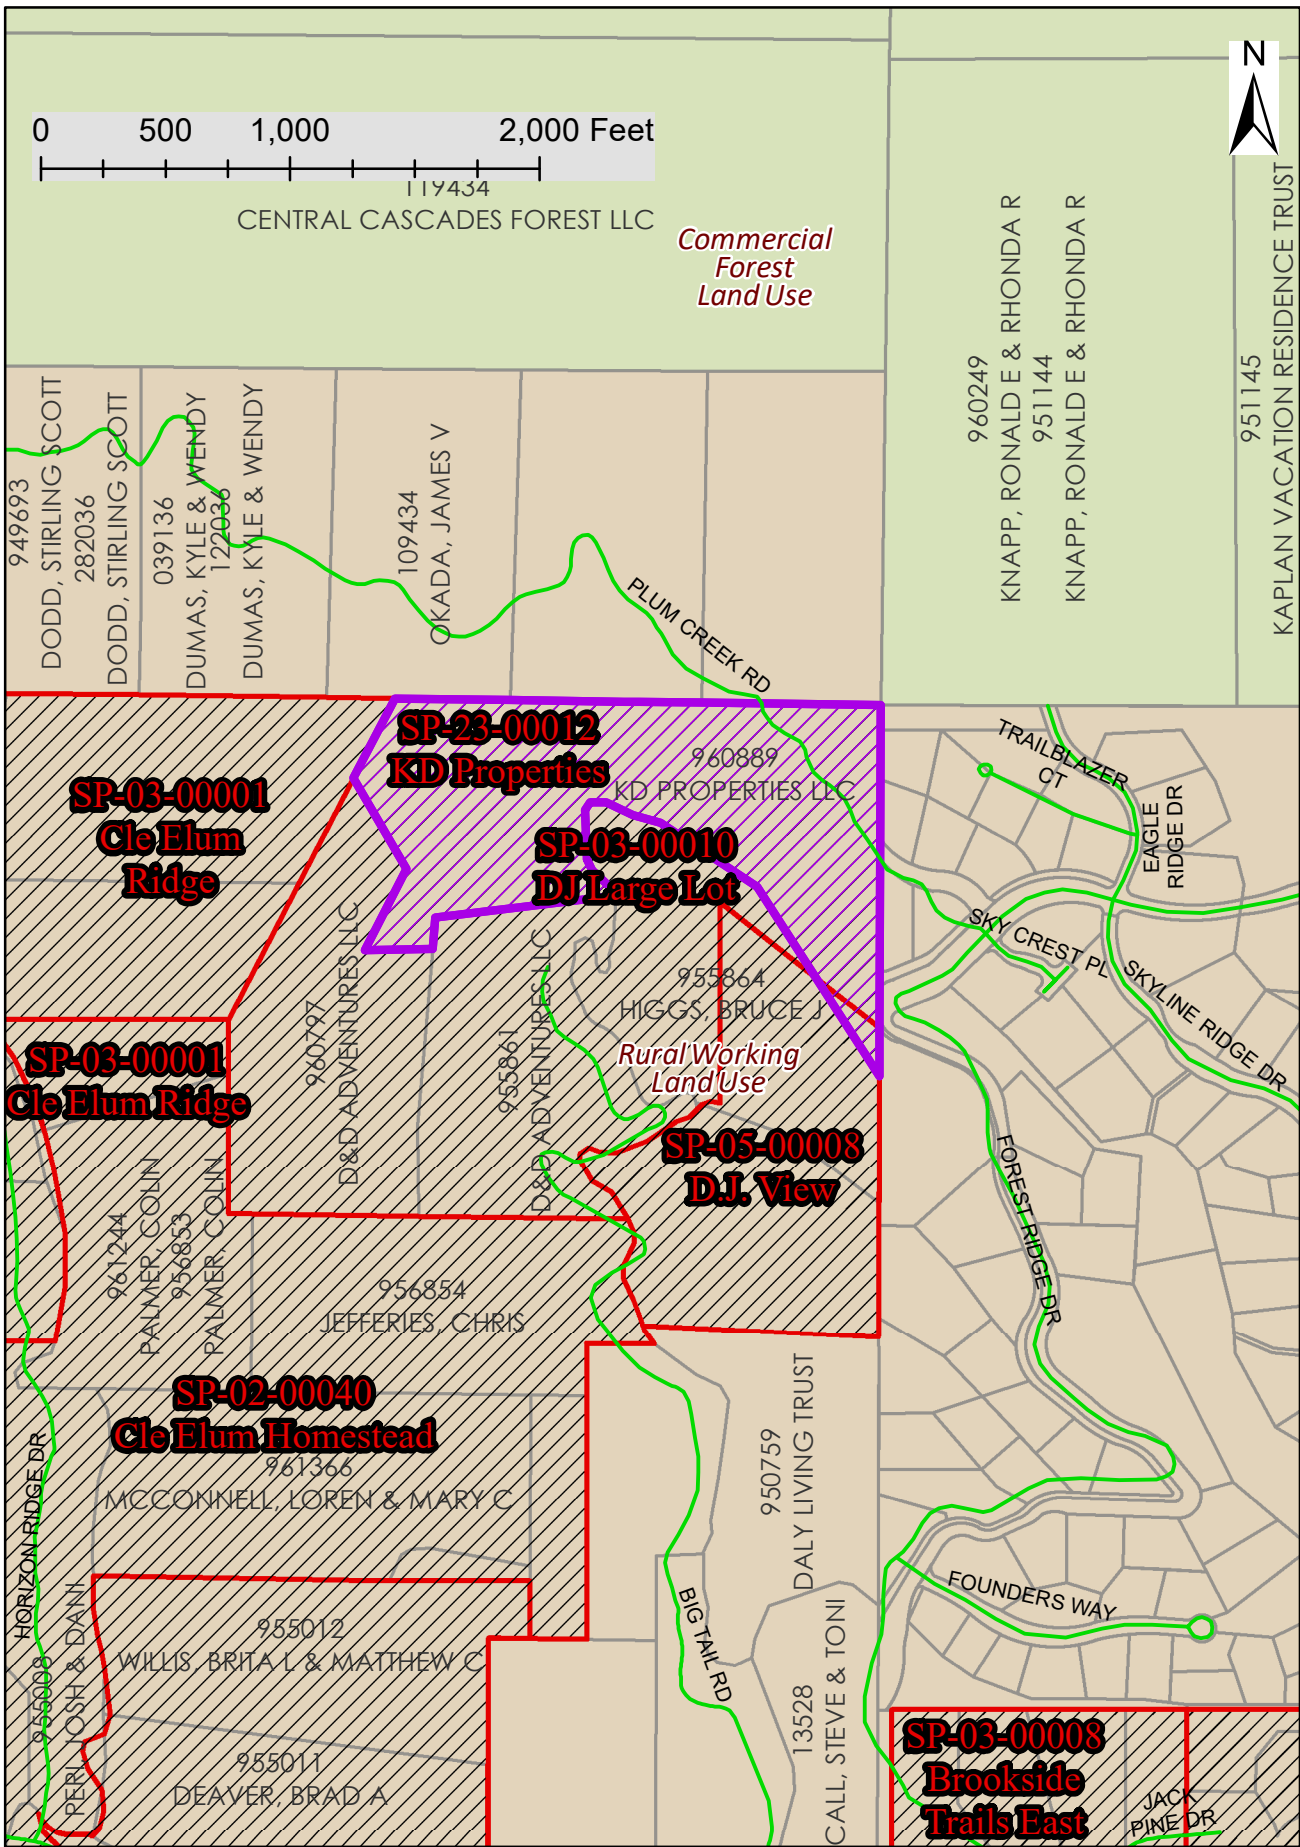 N
0 500 1,000 2,000 Feet
119434
CENTRAL CASCADES FOREST LLC
Commercial
Forest
Land Use
960249
KNAPP, RONALD E & RHONDA R
951144
KNAPP, RONALD E & RHONDA R
951145
KAPLAN VACATION RESIDENCE TRUST
949693
DODD, STIRLING SCOTT
282036
DODD, STIRLING SCOTT
039136
DUMAS, KYLE & WENDY
122036
DUMAS, KYLE & WENDY
109434
OKADA, JAMES V
PLUM CREEK RD
SP-23-00012
KD Properties
960889
KD PROPERTIES LLC
SP-03-00001
Cle Elum
Ridge
SP-03-00010
DJ Large Lot
TRAILBLAZER
CT
EAGLE
RIDGE DR
SKY CREST PL
SKYLINE RIDGE DR
960797
D&D ADVENTURES LLC
955861
D&D ADVENTURES LLC
955864
HIGGS, BRUCE J
Rural Working
Land Use
SP-03-00001
Cle Elum Ridge
SP-05-00008
D.J. View
FOREST RIDGE DR
961244
PALMER, COLIN
956853
PALMER, COLIN
956854
JEFFERIES, CHRIS
SP-02-00040
Cle Elum Homestead
961366
MCCONNELL, LOREN & MARY C
HORIZON RIDGE DR
950759
DALY LIVING TRUST
BIG TAIL RD
FOUNDERS WAY
955008
PERI, JOSH & DANI
955012
WILLIS, BRITA L & MATTHEW C
955011
DEAVER, BRAD A
13528
CALL, STEVE & TONI
SP-03-00008
Brookside
Trails East
JACK
PINE DR